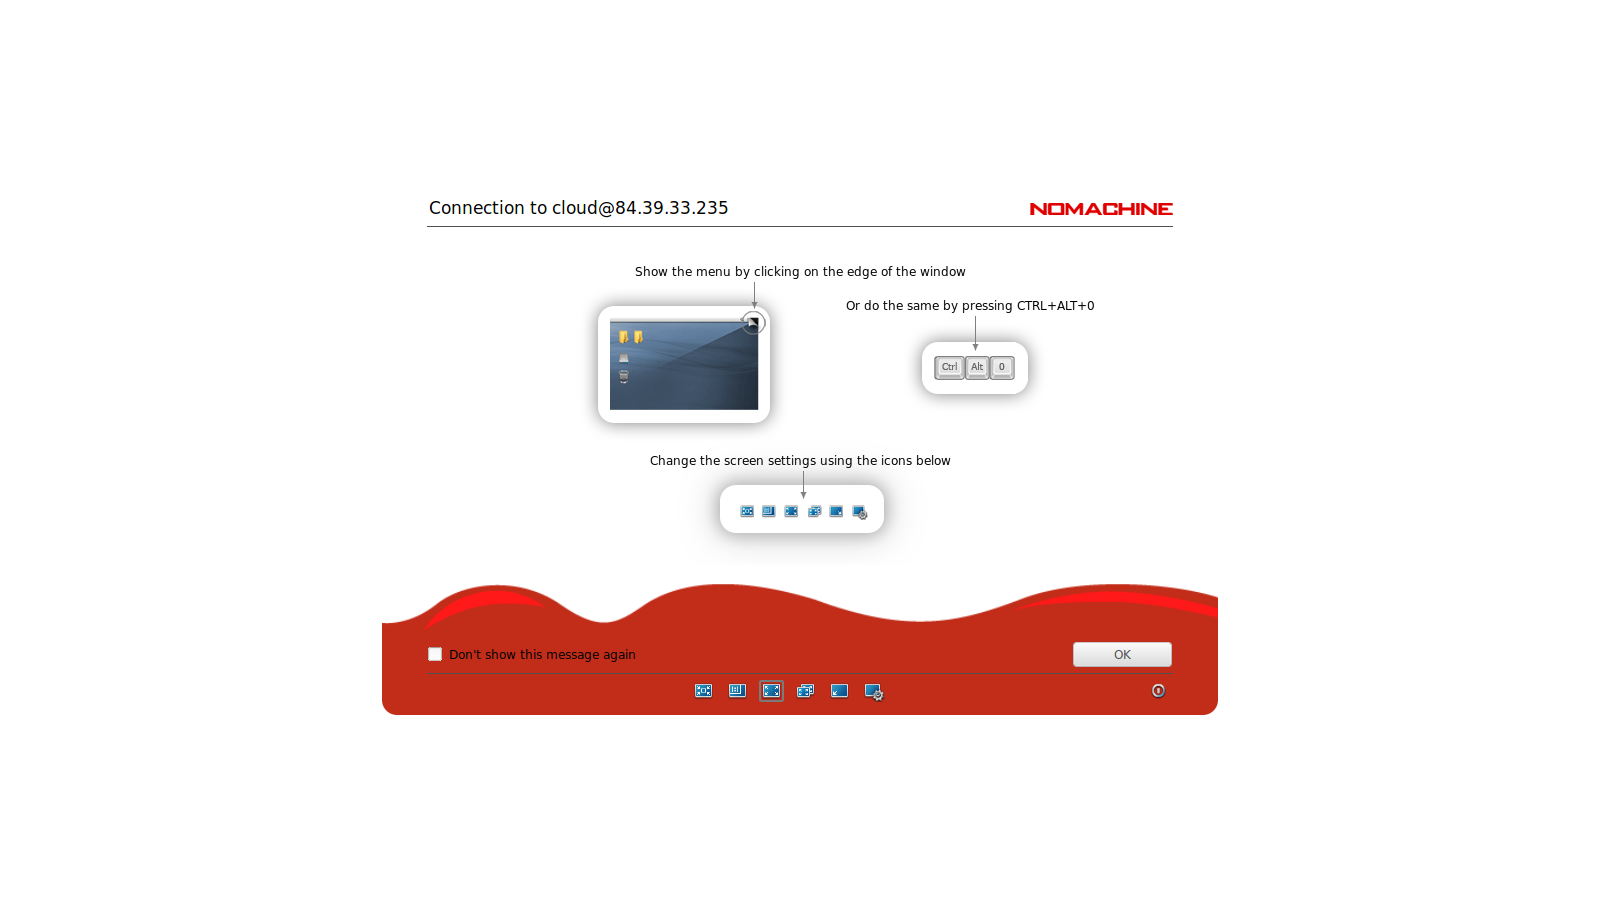 Connection to cloud@84.39.33.235
NOMACHINE
Show the menu by clicking on the edge of the window
Or do the same by pressing CTRL+ALT+0
Ctrl Alt 0
Change the screen settings using the icons below
Don't show this message again
OK